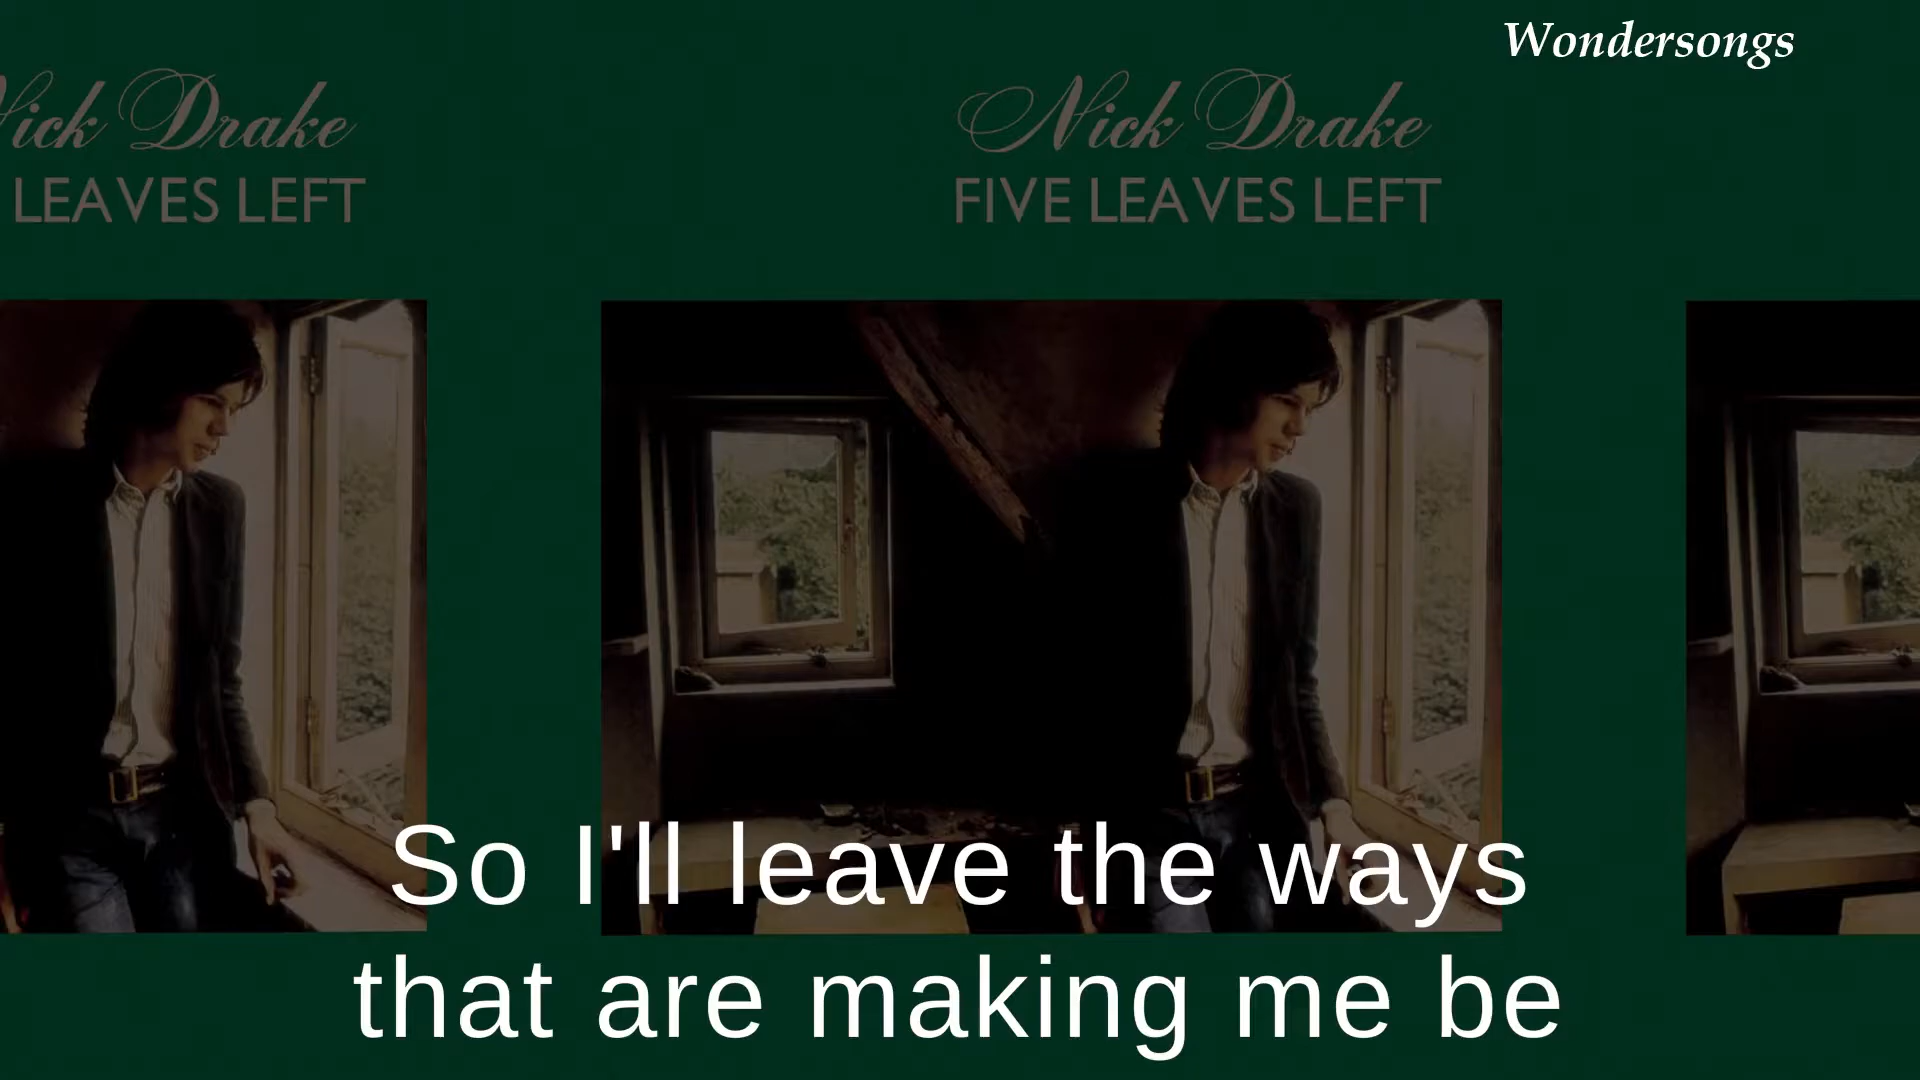 Wondersongs
ick Drake
Nick Drake
LEAVES LEFT
FIVE LEAVES LEFT
So I'll leave the ways
that are making me be